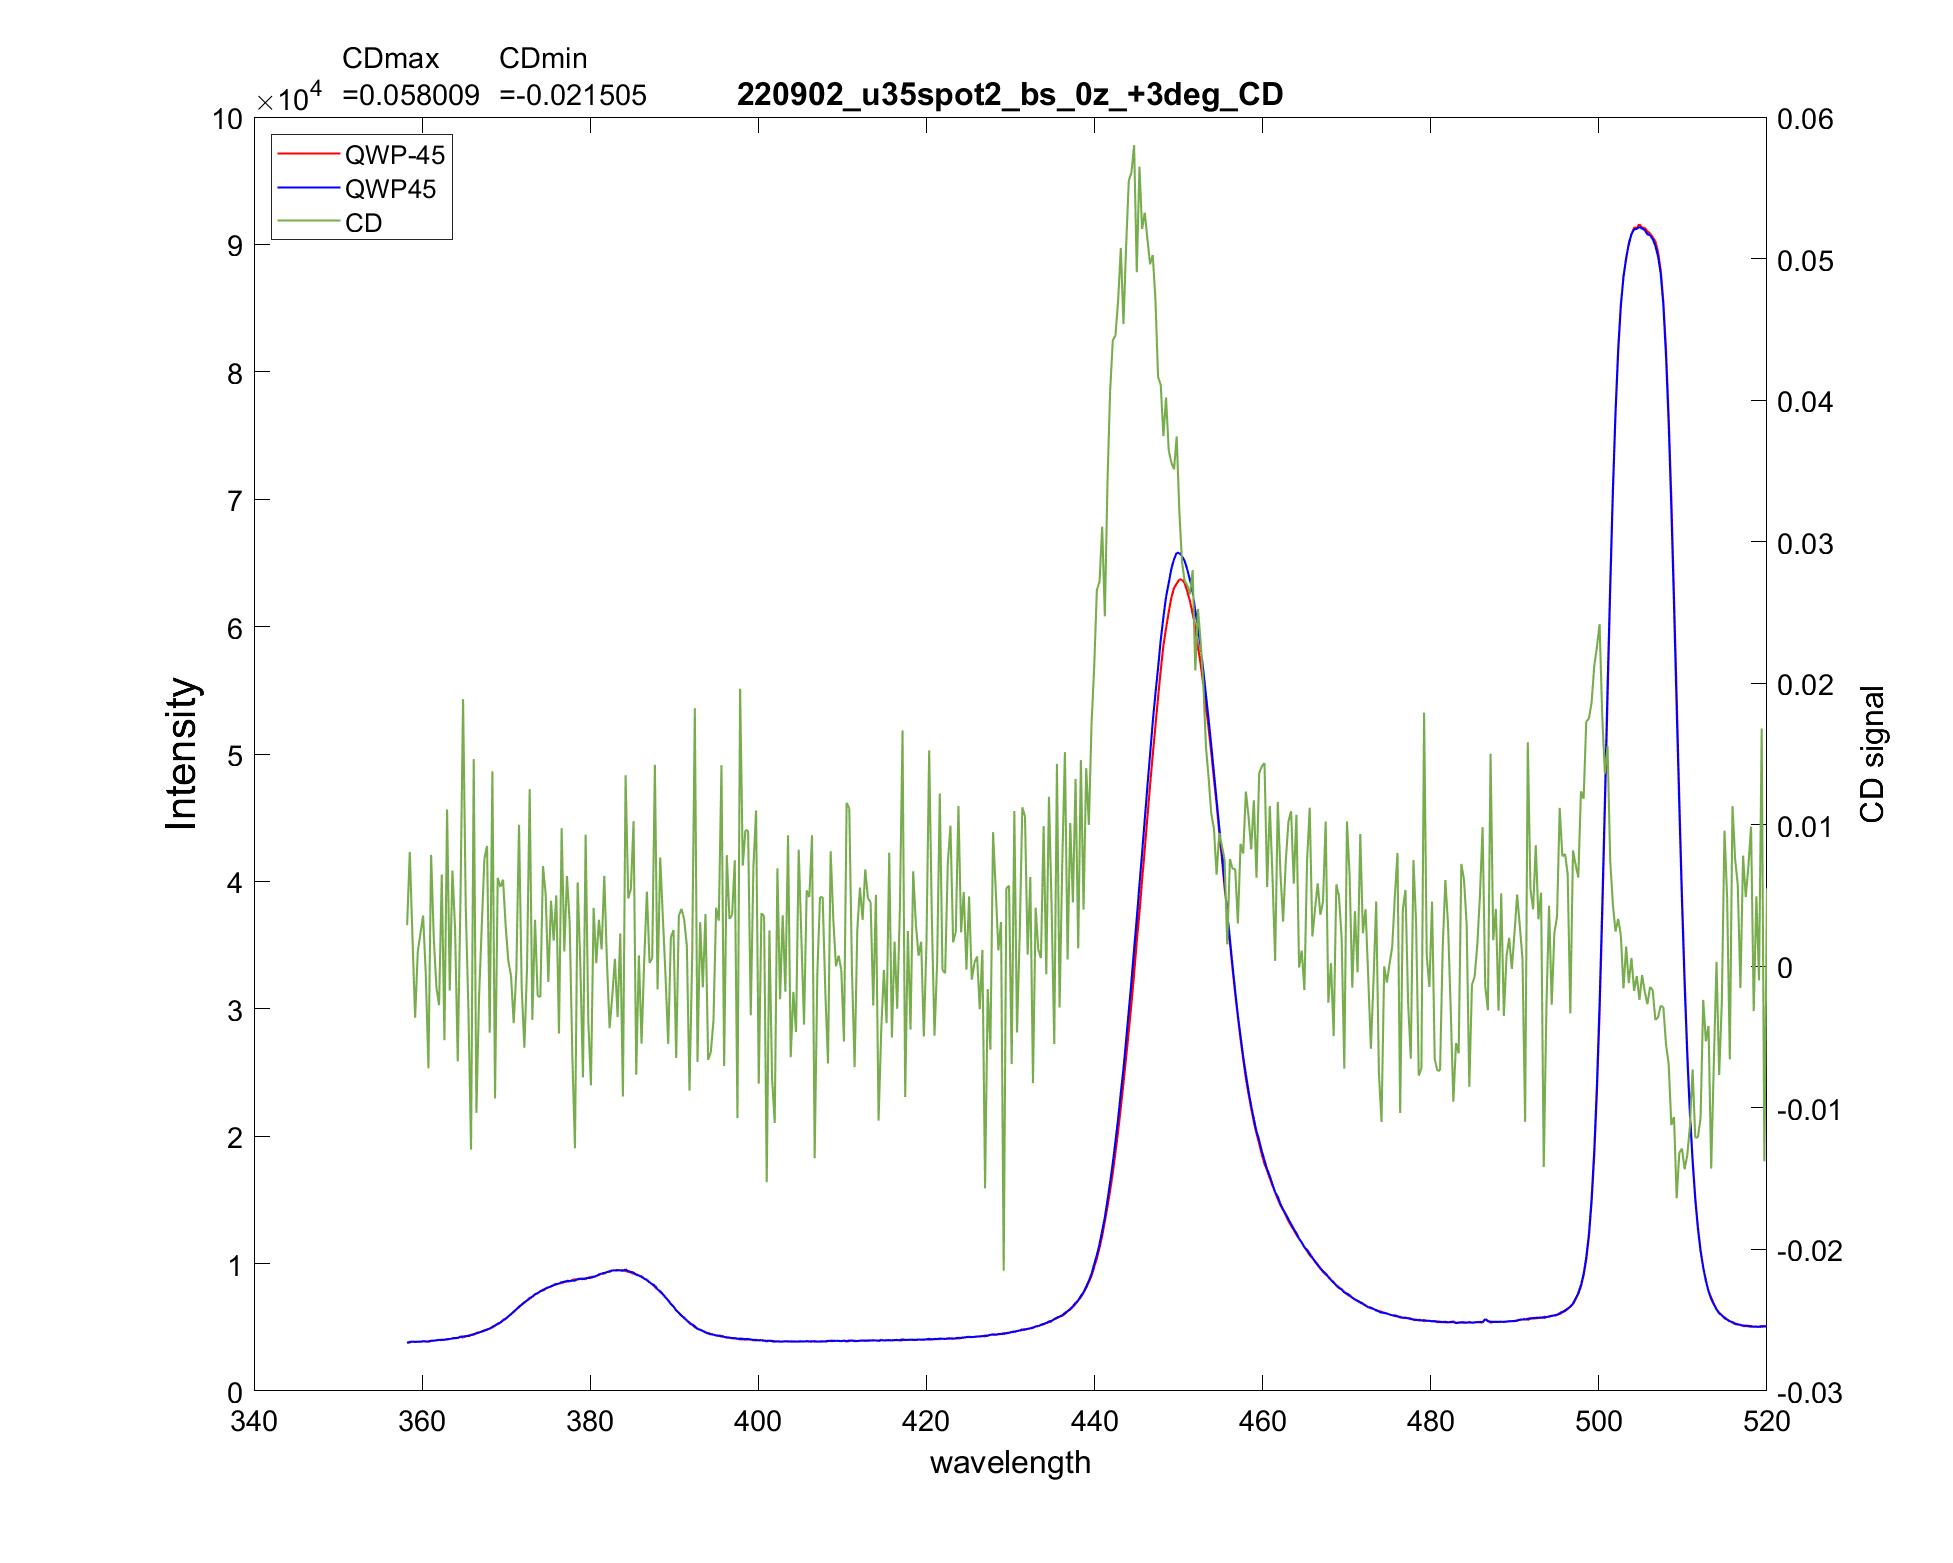 CDmax CDmin
×10⁴ =0.058009 =-0.021505 220902_u35spot2_bs_0z_+3deg_CD
QWP-45
QWP45
CD
10
9
8
7
6
5
4
3
2
1
0
Intensity
0.06
0.05
0.04
0.03
0.02
0.01
0
-0.01
-0.02
-0.03
CD signal
340 360 380 400 420 440 460 480 500 520
wavelength